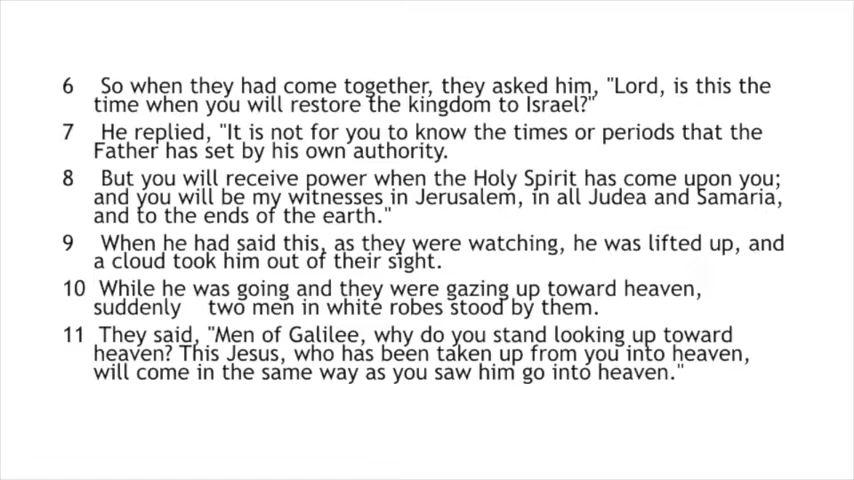 6 So when they had come together, they asked him, "Lord, is this the
time when you will restore the kingdom to Israel?"
7 He replied, "It is not for you to know the times or periods that the
Father has set by his own authority.
8 But you will receive power when the Holy Spirit has come upon you;
and you will be my witnesses in Jerusalem, in all Judea and Samaria,
and to the ends of the earth."
9 When he had said this, as they were watching, he was lifted up, and
a cloud took him out of their sight.
10 While he was going and they were gazing up toward heaven,
suddenly two men in white robes stood by them.
11 They said, "Men of Galilee, why do you stand looking up toward
heaven? This Jesus, who has been taken up from you into heaven,
will come in the same way as you saw him go into heaven."